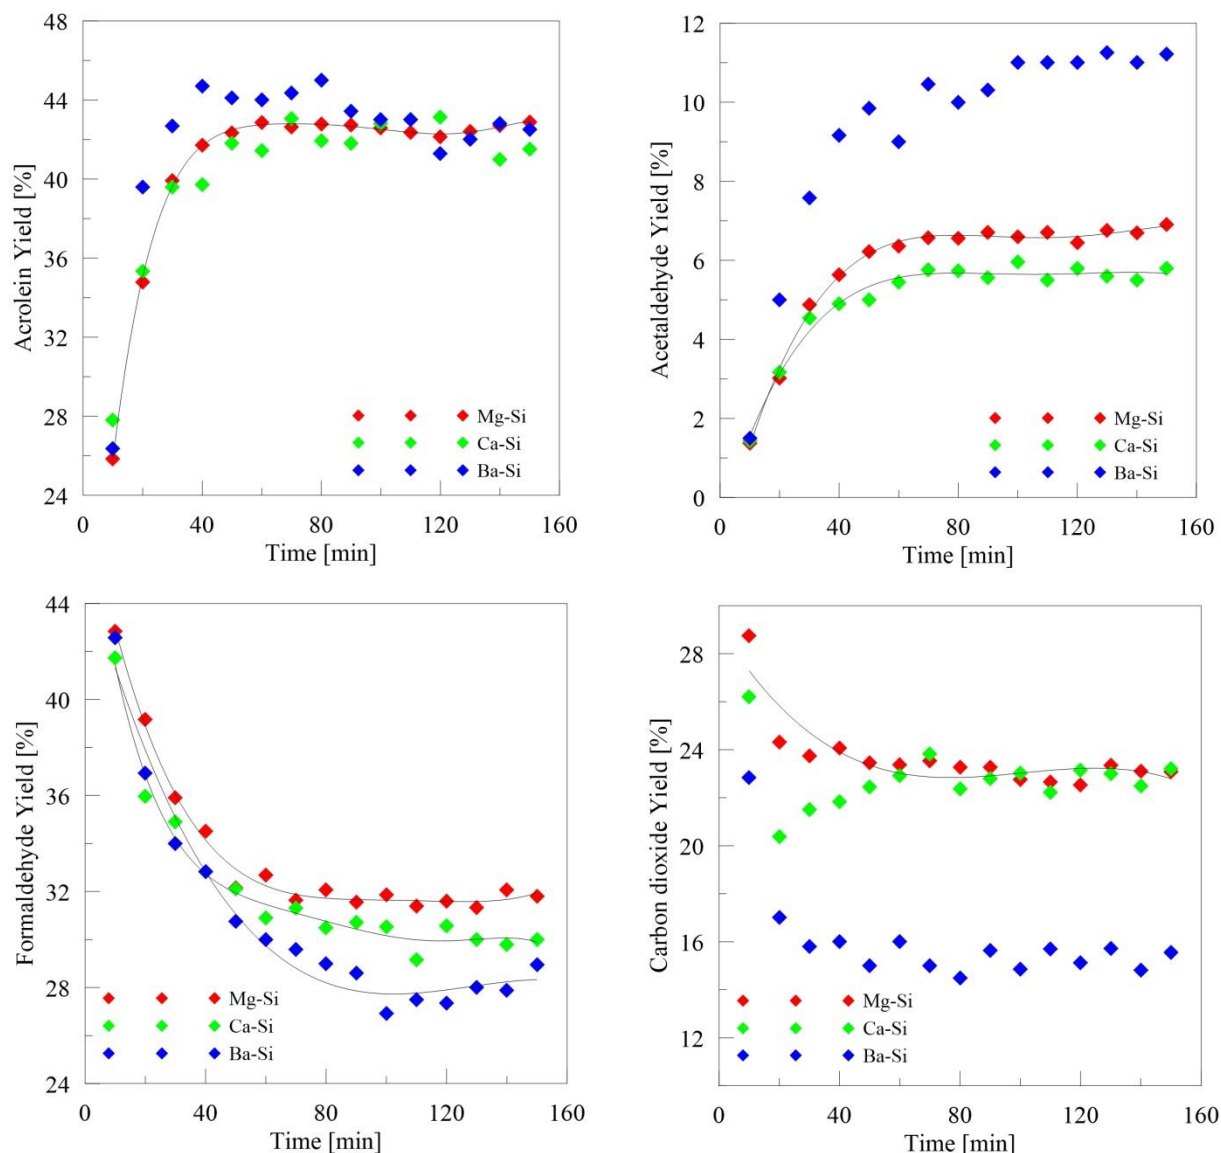 Acrolein Yield [%]
48
44
40
36
32
28
24
0 40 80 120 160
Time [min]
Mg-Si
Ca-Si
Ba-Si
Acetaldehyde Yield [%]
12
10
8
6
4
2
0
0 40 80 120 160
Time [min]
Mg-Si
Ca-Si
Ba-Si
Formaldehyde Yield [%]
44
40
36
32
28
24
0 40 80 120 160
Time [min]
Mg-Si
Ca-Si
Ba-Si
Carbon dioxide Yield [%]
28
24
20
16
12
0 40 80 120 160
Time [min]
Mg-Si
Ca-Si
Ba-Si